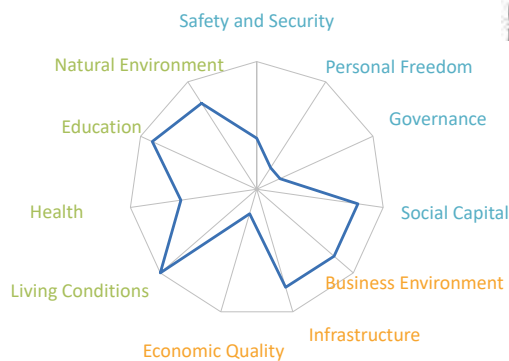 Safety and Security
Natural Environment
Personal Freedom
Education
Governance
Health
Social Capital
Living Conditions
Business Environment
Infrastructure
Economic Quality